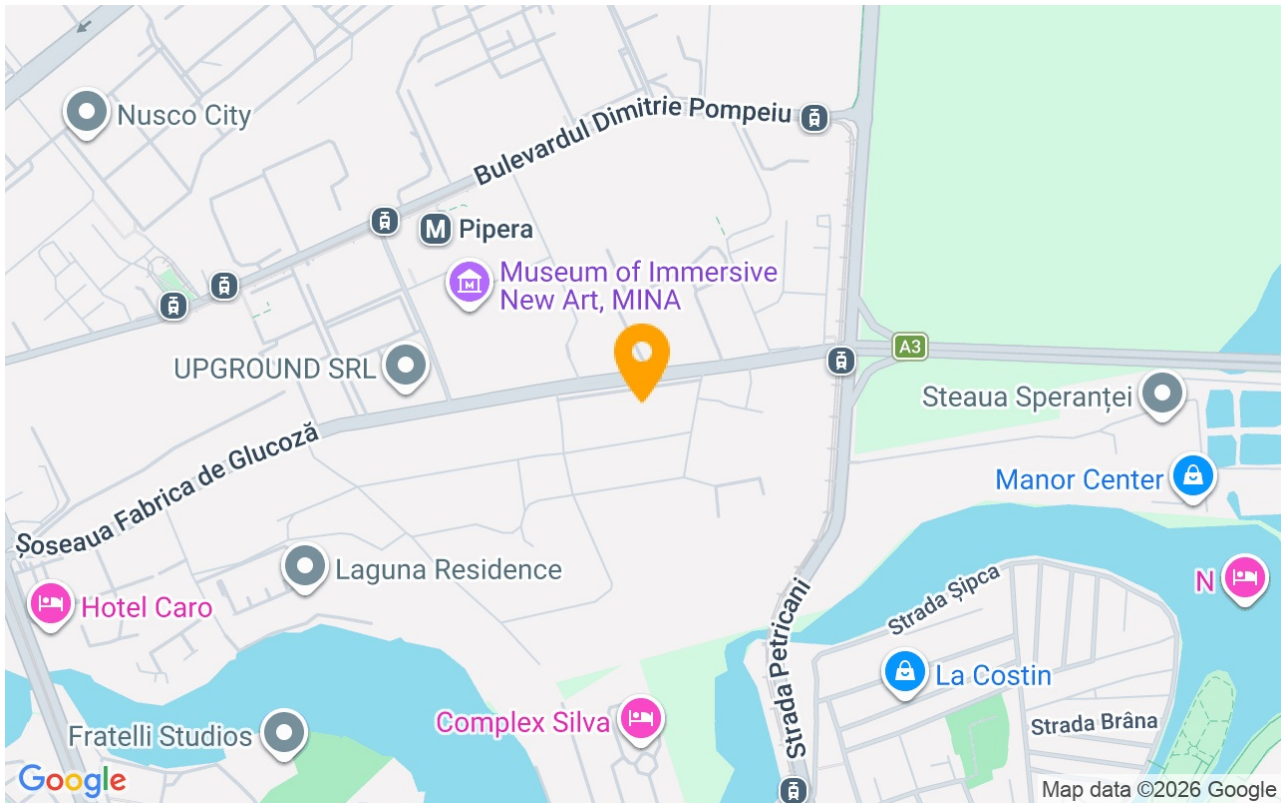 Nusco City
Bulevardul Dimitrie Pompeiu
M Pipera
Museum of Immersive
New Art, MINA
UPGROUND SRL
A3
Steaua Speranței
Manor Center
Șoseaua Fabrica de Glucoză
Laguna Residence
N
Hotel Caro
Strada Șipca
Strada Petricani
La Costin
Complex Silva
Strada Brâna
Fratelli Studios
Google
Map data ©2026 Google